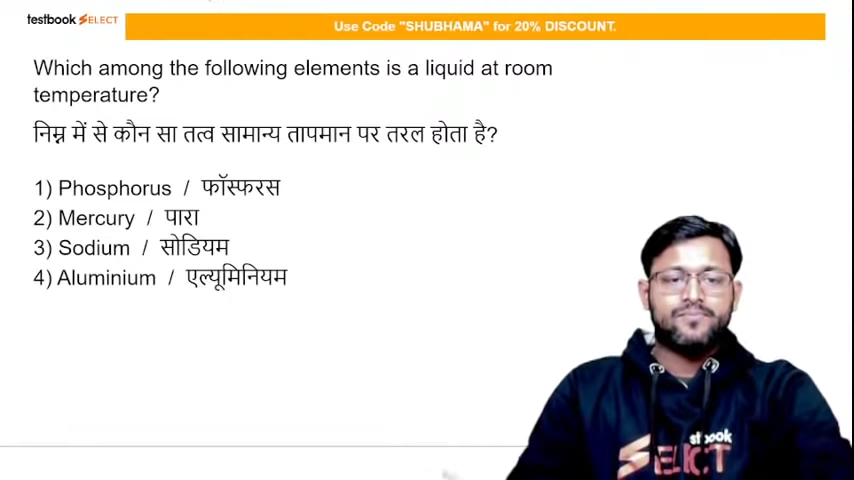 testbook SELECT
Use Code "SHUBHAMA" for 20% DISCOUNT.
Which among the following elements is a liquid at room
temperature?
निम्न में से कौन सा तत्व सामान्य तापमान पर तरल होता है?
1) Phosphorus / फॉस्फरस
2) Mercury / पारा
3) Sodium / सोडियम
4) Aluminium / एल्यूमिनियम
SELECT